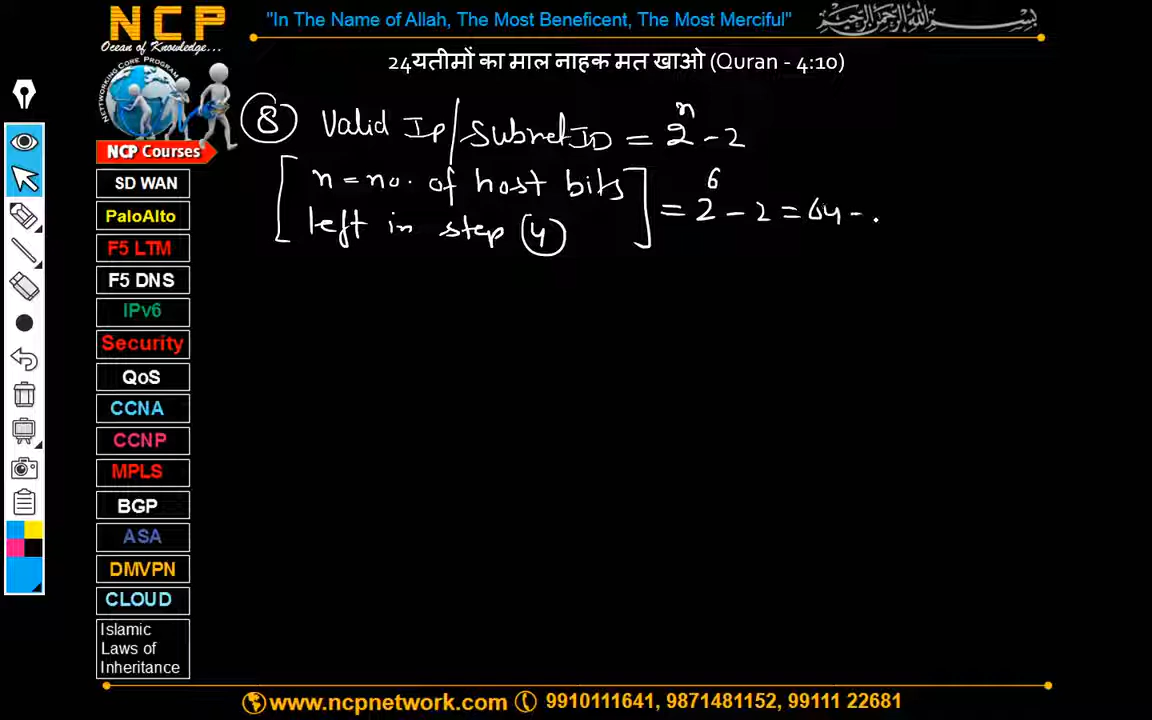 NCP
Ocean of Knowledge...
"In The Name of Allah, The Most Beneficent, The Most Merciful"
24यतीमों का माल नाहक मत खाओ (Quran - 4:10)
NETWORKING CORE PROGRAM
NCP Courses
SD WAN
PaloAlto
F5 LTM
F5 DNS
IPv6
Security
QoS
CCNA
CCNP
MPLS
BGP
ASA
DMVPN
CLOUD
Islamic
Laws of
Inheritance
⑧ Valid Ip/Subnet ID = 2ⁿ - 2
[n = no. of host bits
left in step ④] = 2⁶ - 2 = 64 - .
www.ncpnetwork.com 9910111641, 9871481152, 99111 22681